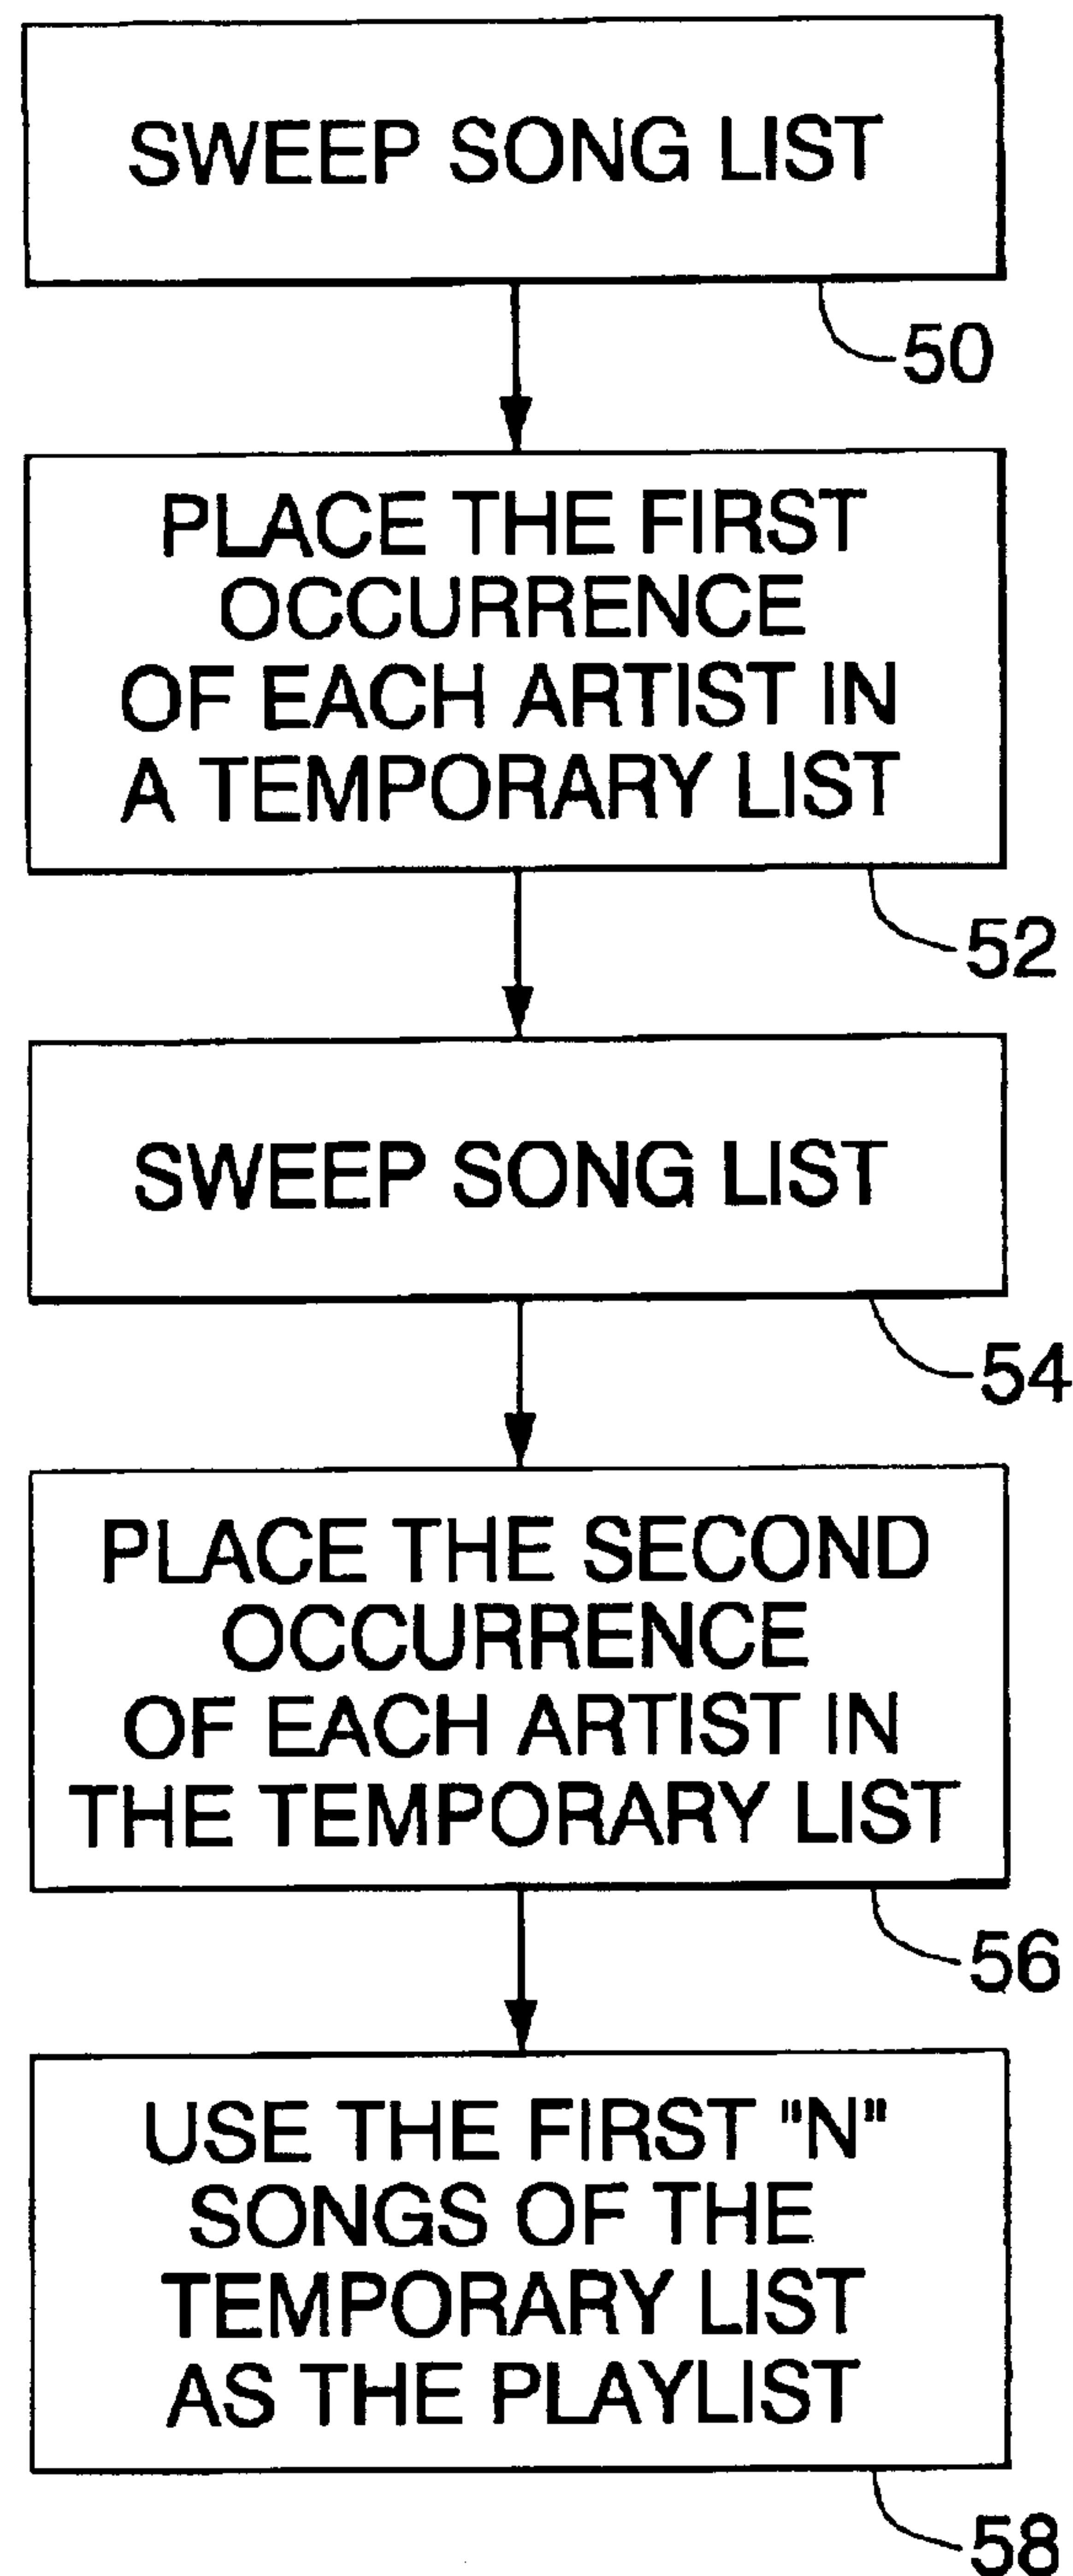 SWEEP SONG LIST
50
PLACE THE FIRST
OCCURRENCE
OF EACH ARTIST IN
A TEMPORARY LIST
52
SWEEP SONG LIST
54
PLACE THE SECOND
OCCURRENCE
OF EACH ARTIST IN
THE TEMPORARY LIST
56
USE THE FIRST "N"
SONGS OF THE
TEMPORARY LIST
AS THE PLAYLIST
58